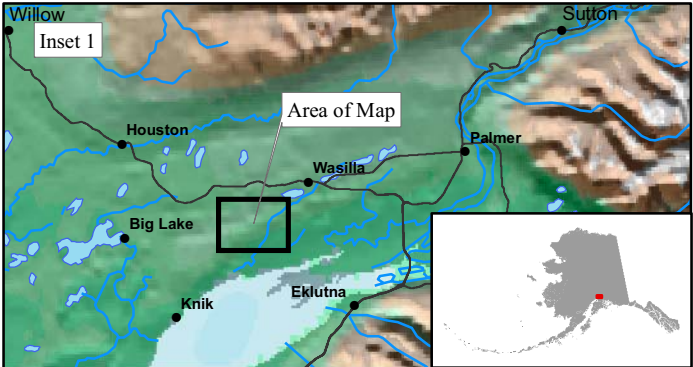 Willow
Sutton
Inset 1
Area of Map
Houston
Palmer
Wasilla
Big Lake
Knik
Eklutna